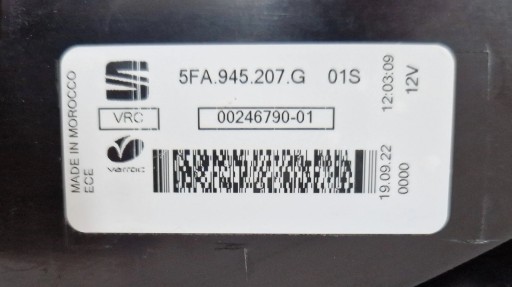 5FA.945.207.G 01S
VRC 00246790-01
varroc
MADE IN MOROCCO
ECE
19.09.22 12:03:09
0000 12V